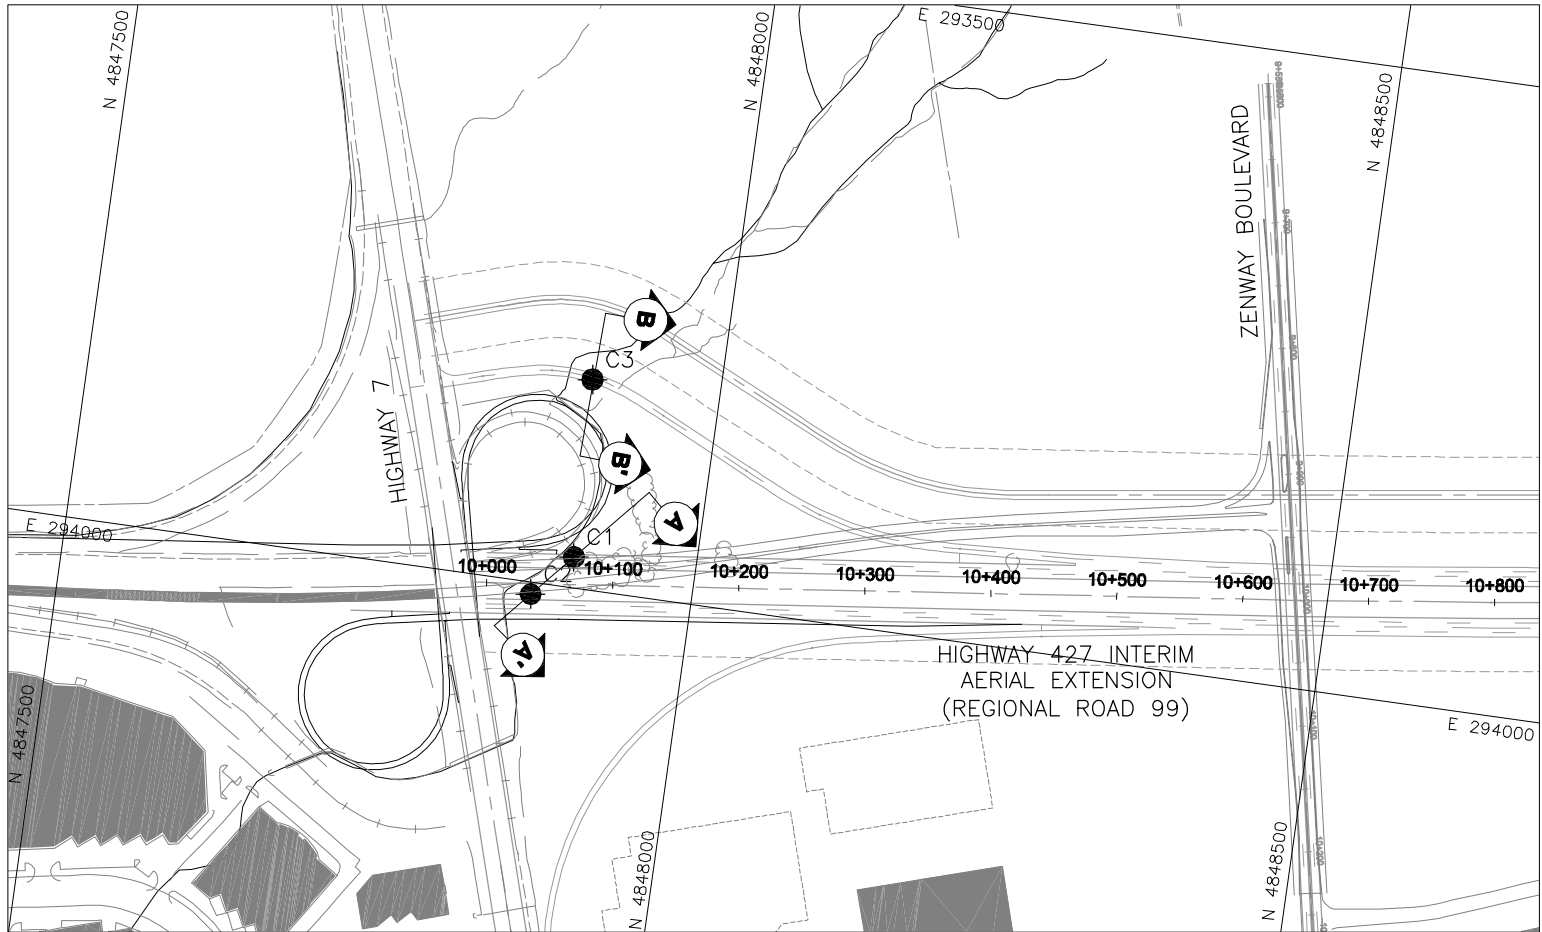 E 293500
N 4847500
N 4848000
N 4848500
ZENWAY BOULEVARD
B
C3
HIGHWAY 7
B'
A
E 294000
C1
10+000
10+100
10+200
10+300
10+400
10+500
10+600
10+700
10+800
A'
HIGHWAY 427 INTERIM
AERIAL EXTENSION
(REGIONAL ROAD 99)
E 294000
N 4847500
N 4848000
N 4848500